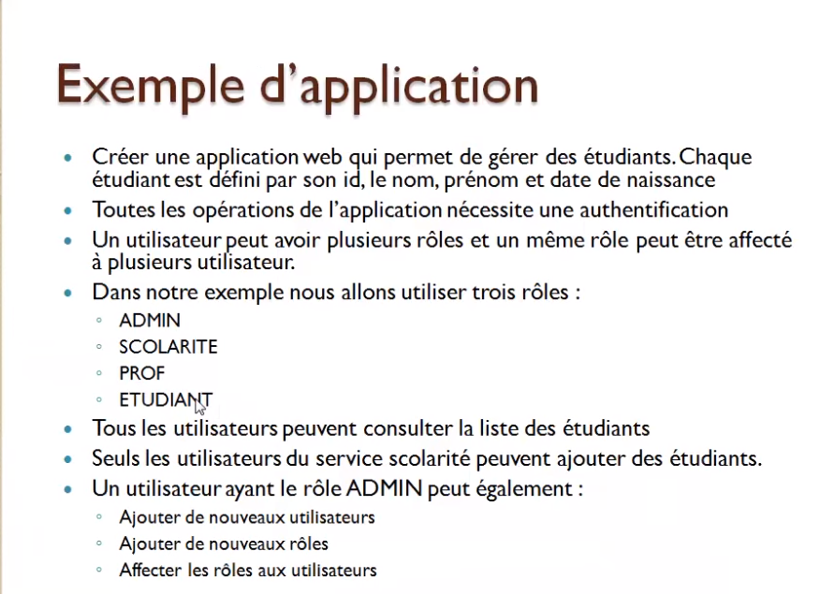 Exemple d'application
• Créer une application web qui permet de gérer des étudiants. Chaque
étudiant est défini par son id, le nom, prénom et date de naissance
• Toutes les opérations de l'application nécessite une authentification
• Un utilisateur peut avoir plusieurs rôles et un même rôle peut être affecté
à plusieurs utilisateur.
• Dans notre exemple nous allons utiliser trois rôles :
◦ ADMIN
◦ SCOLARITE
◦ PROF
◦ ETUDIANT
• Tous les utilisateurs peuvent consulter la liste des étudiants
• Seuls les utilisateurs du service scolarité peuvent ajouter des étudiants.
• Un utilisateur ayant le rôle ADMIN peut également :
◦ Ajouter de nouveaux utilisateurs
◦ Ajouter de nouveaux rôles
◦ Affecter les rôles aux utilisateurs